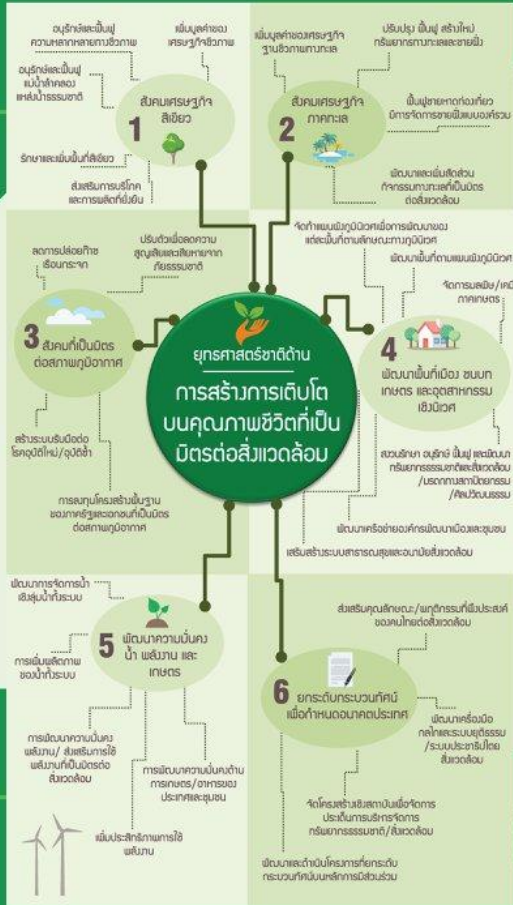 อนุรักษ์และฟื้นฟู
ความหลากหลายทางชีวภาพ
เพิ่มมูลค่าของ
เศรษฐกิจชีวภาพ
อนุรักษ์และฟื้นฟู
แม่น้ำลำคลอง
แหล่งน้ำธรรมชาติ
1
สังคมเศรษฐกิจ
สีเขียว
รักษาและเพิ่มพื้นที่สีเขียว
ส่งเสริมการบริโภค
และการผลิตที่ยั่งยืน
เพิ่มมูลค่าของเศรษฐกิจ
ฐานชีวภาพทางทะเล
ปรับปรุง ฟื้นฟู สร้างใหม่
ทรัพยากรทางทะเลและชายฝั่ง
2
สังคมเศรษฐกิจ
ภาคทะเล
ฟื้นฟูชายหาดท่องเที่ยว
มีการจัดการชายฝั่งแบบองค์รวม
พัฒนาและเพิ่มสัดส่วน
กิจกรรมทางทะเลที่เป็นมิตร
ต่อสิ่งแวดล้อม
ลดการปล่อยก๊าซ
เรือนกระจก
ปรับตัวเพื่อลดความ
สูญเสียและเสียหายจาก
ภัยธรรมชาติ
3 สังคมที่เป็นมิตร
ต่อสภาพภูมิอากาศ
สร้างระบบรับมือต่อ
โรคอุบัติใหม่/อุบัติซ้ำ
การลงทุนโครงสร้างพื้นฐาน
ของภาครัฐและเอกชนที่เป็นมิตร
ต่อสภาพภูมิอากาศ
ยุทธศาสตร์ชาติด้าน
การสร้างการเติบโต
บนคุณภาพชีวิตที่เป็น
มิตรต่อสิ่งแวดล้อม
จัดทำแผนผังภูมินิเวศเพื่อการพัฒนาของ
แต่ละพื้นที่ตามลักษณะทางภูมินิเวศ
พัฒนาพื้นที่ตามแผนผังภูมินิเวศ
จัดการมลพิษ/เคมี
ภาคเกษตร
4
พัฒนาพื้นที่เมือง ชนบท
เกษตร และอุตสาหกรรม
เชิงนิเวศ
สงวนรักษา อนุรักษ์ ฟื้นฟู และพัฒนา
ทรัพยากรธรรมชาติและสิ่งแวดล้อม
/มรดกทางสถาปัตยกรรม
/ศิลปวัฒนธรรม
พัฒนาเครือข่ายองค์กรพัฒนาเมืองและชุมชน
เสริมสร้างระบบสาธารณสุขและอนามัยสิ่งแวดล้อม
พัฒนาการจัดการน้ำ
เชิงลุ่มน้ำทั้งระบบ
5 พัฒนาความมั่นคง
น้ำ พลังงาน และ
เกษตร
การเพิ่มผลิตภาพ
ของน้ำทั้งระบบ
การพัฒนาความมั่นคง
พลังงาน/ ส่งเสริมการใช้
พลังงานที่เป็นมิตรต่อ
สิ่งแวดล้อม
การพัฒนาความมั่นคงด้าน
การเกษตร/อาหารของ
ประเทศและชุมชน
เพิ่มประสิทธิภาพการใช้
พลังงาน
ส่งเสริมคุณลักษณะ/พฤติกรรมที่พึงประสงค์
ของคนไทยต่อสิ่งแวดล้อม
6 ยกระดับกระบวนทัศน์
เพื่อกำหนดอนาคตประเทศ
พัฒนาเครื่องมือ
กลไกและระบบยุติธรรม
/ระบบประชาธิปไตย
สิ่งแวดล้อม
จัดโครงสร้างเชิงสถาบันเพื่อจัดการ
ประเด็นการบริหารจัดการ
ทรัพยากรธรรมชาติ/สิ่งแวดล้อม
พัฒนาและดำเนินโครงการที่ยกระดับ
กระบวนทัศน์บนหลักการมีส่วนร่วม